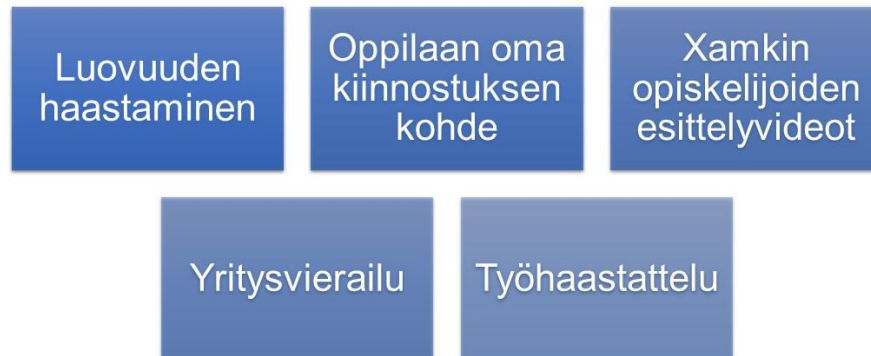 Luovuuden
haastaminen
Oppilaan oma
kiinnostuksen
kohde
Xamkin
opiskelijoiden
esittelyvideot
Yritysvierailu
Työhaastattelu